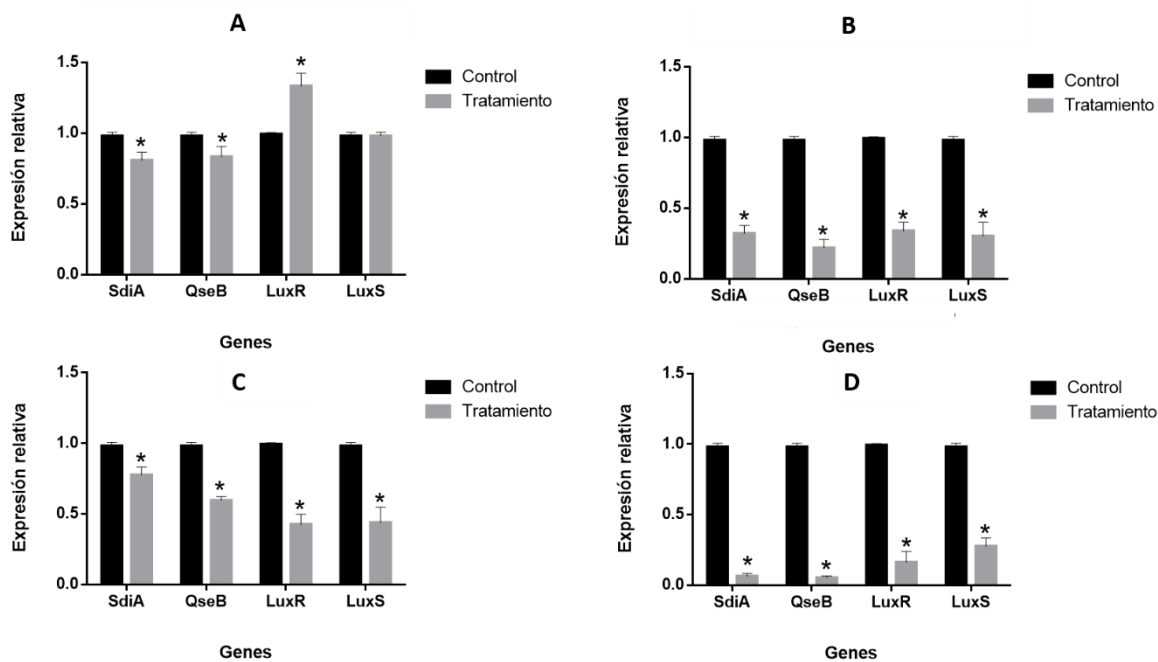 A
Expresión relativa
1.5
1.0
0.5
0.0
*
*
*
SdiA
QseB
LuxR
LuxS
Genes
Control
Tratamiento
B
Expresión relativa
1.5
1.0
0.5
0.0
*
*
*
*
SdiA
QseB
LuxR
LuxS
Genes
Control
Tratamiento
C
Expresión relativa
1.5
1.0
0.5
0.0
*
*
*
*
SdiA
QseB
LuxR
LuxS
Genes
Control
Tratamiento
D
Expresión relativa
1.5
1.0
0.5
0.0
*
*
*
*
SdiA
QseB
LuxR
LuxS
Genes
Control
Tratamiento